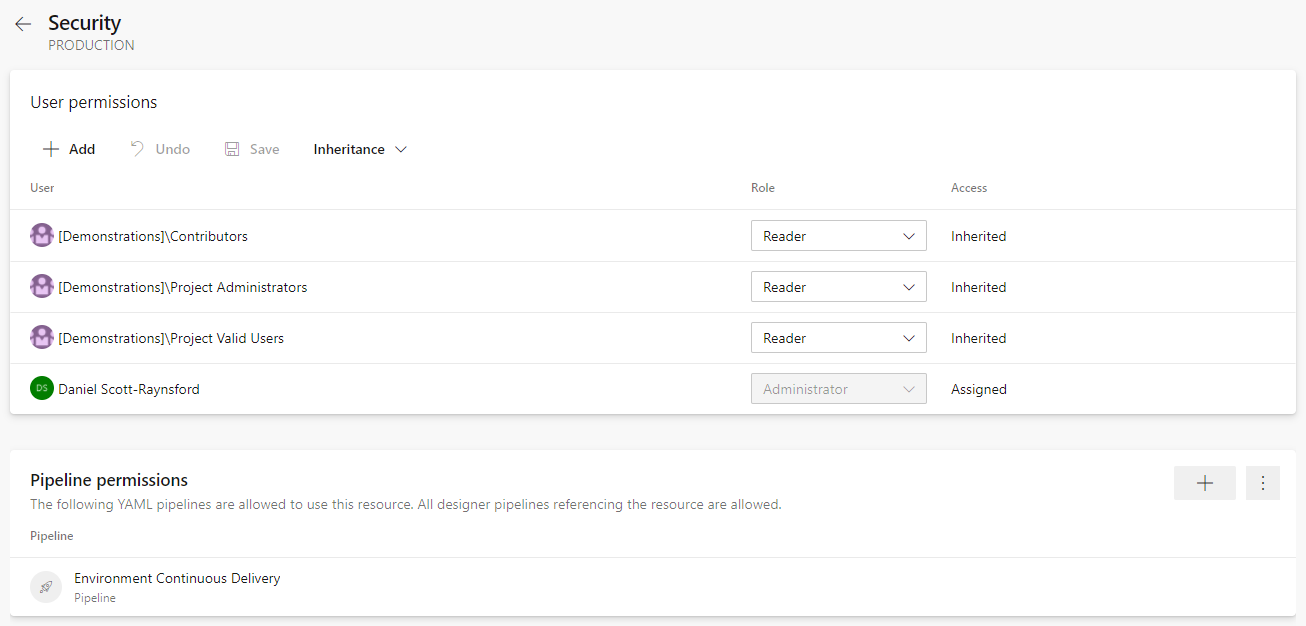 Security
PRODUCTION
User permissions
Add Undo Save Inheritance
User Role Access
[Demonstrations]\Contributors Reader Inherited
[Demonstrations]\Project Administrators Reader Inherited
[Demonstrations]\Project Valid Users Reader Inherited
DS Daniel Scott-Raynsford Administrator Assigned
Pipeline permissions
The following YAML pipelines are allowed to use this resource. All designer pipelines referencing the resource are allowed.
Pipeline
Environment Continuous Delivery
Pipeline